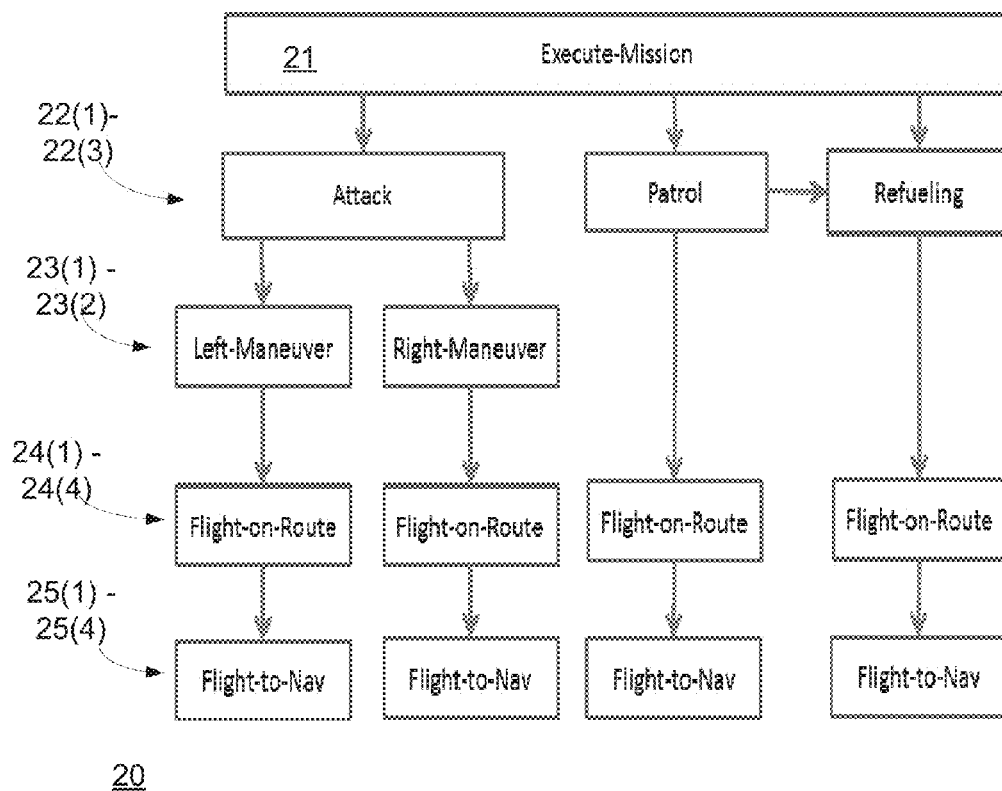 21 Execute-Mission
22(1)-
22(3)
Attack Patrol Refueling
23(1) -
23(2)
Left-Maneuver Right-Maneuver
24(1) -
24(4)
Flight-on-Route Flight-on-Route Flight-on-Route Flight-on-Route
25(1) -
25(4)
Flight-to-Nav Flight-to-Nav Flight-to-Nav Flight-to-Nav
20